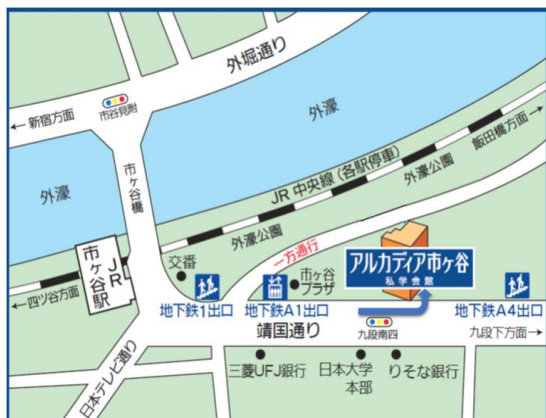 外堀通り
市谷見附
←新宿方面
外濠
飯田橋方面→
JR 中央線(各駅停車)
外濠公園
市ヶ谷橋
外濠
外濠公園
一方通行
アルカディア市ヶ谷
私学会館
市ヶ谷
プラザ
交番
JR
市ヶ谷駅
←四ツ谷方面
地下鉄1出口
地下鉄A1出口
地下鉄A4出口
靖国通り
九段南四
九段下方面→
日本テレビ通り
三菱UFJ銀行
日本大学
本部
りそな銀行